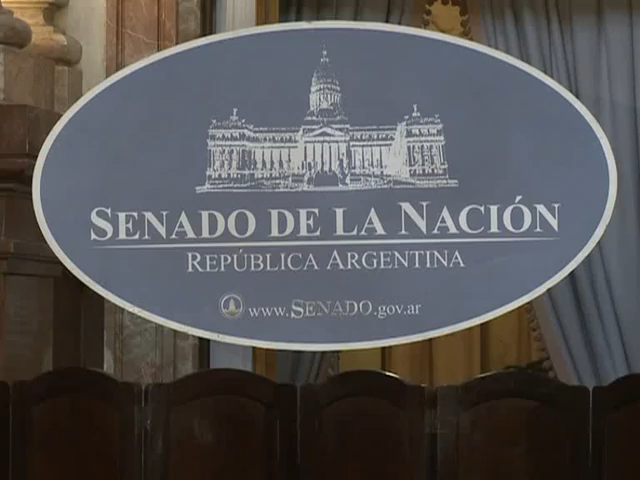 SENADO DE LA NACIÓN
REPÚBLICA ARGENTINA
www.SENADO.gov.ar